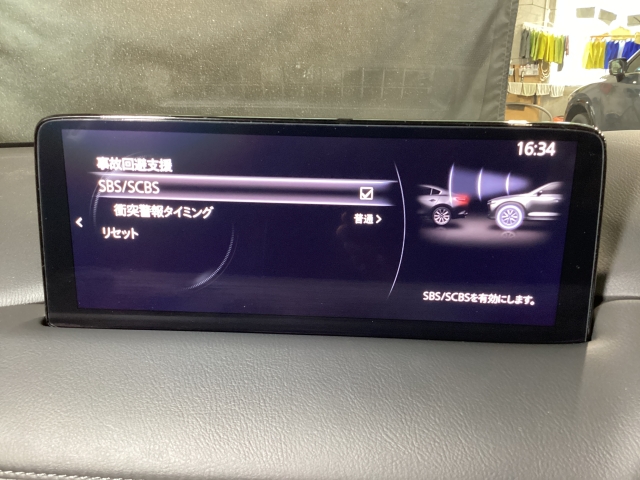 16:34
事故回避支援
SBS/SCBS
衝突警報タイミング 普通
リセット
SBS/SCBSを有効にします。